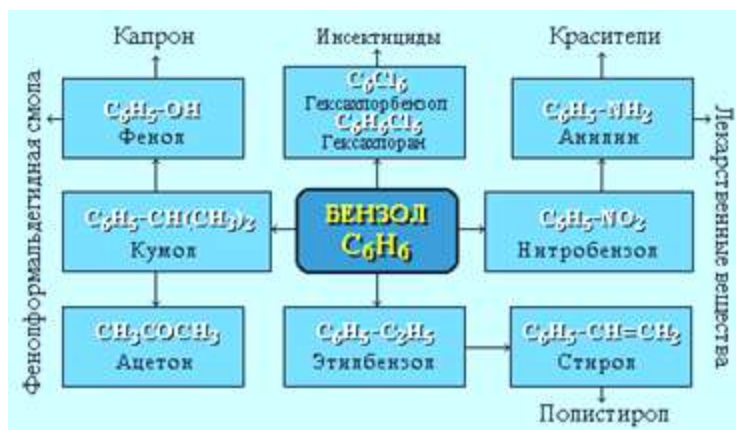 Капрон
Инсектициды
Красители
Фенолформальдегидная смола
C₆H₅-OH
Фенол
C₆Cl₆
Гексахлорбензол
C₆H₆Cl₆
Гексахлоран
C₆H₅-NH₂
Анилин
Лекарственные вещества
C₆H₅-CH(CH₃)₂
Кумол
БЕНЗОЛ
C₆H₆
C₆H₅-NO₂
Нитробензол
CH₃COCH₃
Ацетон
C₆H₅-C₂H₅
Этилбензол
C₆H₅-CH=CH₂
Стирол
Полистирол